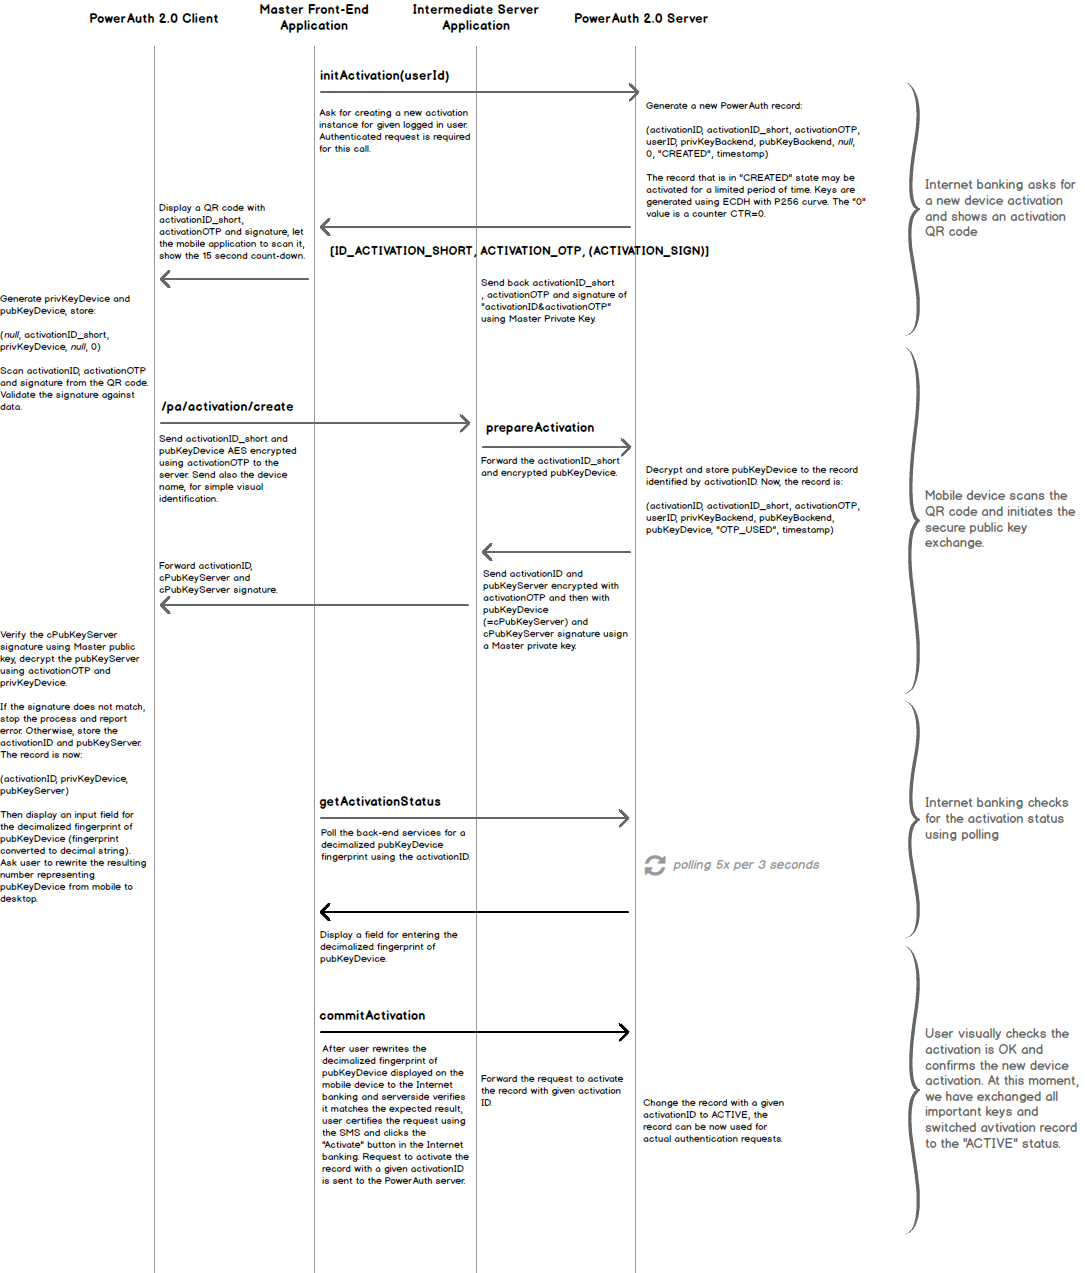 PowerAuth 2.0 Client
Master Front-End
Application
Intermediate Server
Application
PowerAuth 2.0 Server
initActivation(userId)
Ask for creating a new activation
instance for given logged in user.
Authenticated request is required
for this call.
Generate a new PowerAuth record:
(activationID, activationID_short, activationOTP,
userID, privKeyBackend, pubKeyBackend, null,
0, "CREATED", timestamp)
The record that is in "CREATED" state may be
activated for a limited period of time. Keys are
generated using ECDH with P256 curve. The "0"
value is a counter CTR=0.
Internet banking asks for
a new device activation
and shows an activation
QR code
Display a QR code with
activationID_short,
activationOTP and signature, let
the mobile application to scan it,
show the 15 second count-down.
[ID_ACTIVATION_SHORT, ACTIVATION_OTP, (ACTIVATION_SIGN)]
Send back activationID_short
, activationOTP and signature of
"activationID&activationOTP"
using Master Private Key.
Generate privKeyDevice and
pubKeyDevice, store:
(null, activationID_short,
privKeyDevice, null, 0)
Scan activationID, activationOTP
and signature from the QR code.
Validate the signature against
data.
/pa/activation/create
Send activationID_short and
pubKeyDevice AES encrypted
using activationOTP to the
server. Send also the device
name, for simple visual
identification.
prepareActivation
Forward the activationID_short
and encrypted pubKeyDevice.
Decrypt and store pubKeyDevice to the record
identified by activationID. Now, the record is:
(activationID, activationID_short, activationOTP,
userID, privKeyBackend, pubKeyBackend,
pubKeyDevice, "OTP_USED", timestamp)
Mobile device scans the
QR code and initiates the
secure public key
exchange.
Forward activationID,
cPubKeyServer and
cPubKeyServer signature.
Send activationID and
pubKeyServer encrypted with
activationOTP and then with
pubKeyDevice
(=cPubKeyServer) and
cPubKeyServer signature usign
a Master private key.
Verify the cPubKeyServer
signature using Master public
key, decrypt the pubKeyServer
using activationOTP and
privKeyDevice.
If the signature does not match,
stop the process and report
error. Otherwise, store the
activationID and pubKeyServer.
The record is now:
(activationID, privKeyDevice,
pubKeyServer)
Then display an input field for
the decimalized fingerprint of
pubKeyDevice (fingerprint
converted to decimal string).
Ask user to rewrite the resulting
number representing
pubKeyDevice from mobile to
desktop.
getActivationStatus
Poll the back-end services for a
decimalized pubKeyDevice
fingerprint using the activationID.
polling 5x per 3 seconds
Internet banking checks
for the activation status
using polling
Display a field for entering the
decimalized fingerprint of
pubKeyDevice.
commitActivation
After user rewrites the
decimalized fingerprint of
pubKeyDevice displayed on the
mobile device to the Internet
banking and serverside verifies
it matches the expected result,
user certifies the request using
the SMS and clicks the
"Activate" button in the Internet
banking. Request to activate the
record with a given activationID
is sent to the PowerAuth server.
Forward the request to activate
the record with given activation
ID.
Change the record with a given
activationID to ACTIVE, the
record can be now used for
actual authentication requests.
User visually checks the
activation is OK and
confirms the new device
activation. At this moment,
we have exchanged all
important keys and
switched avtivation record
to the "ACTIVE" status.